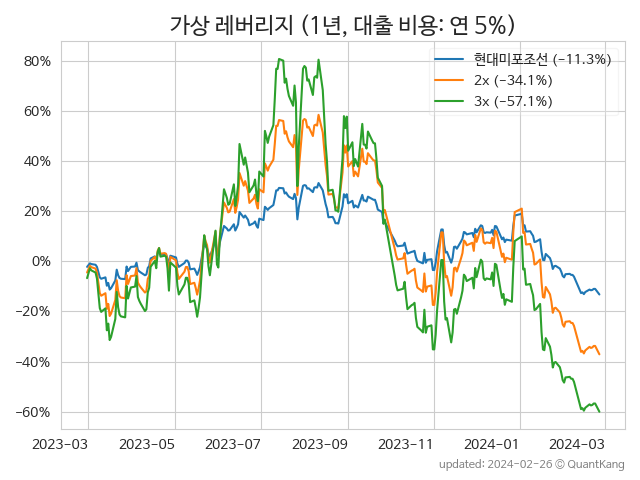 가상 레버리지 (1년, 대출 비용: 연 5%)
80%
60%
40%
20%
0%
−20%
−40%
−60%
현대미포조선 (−11.3%)
2x (−34.1%)
3x (−57.1%)
2023-03 2023-05 2023-07 2023-09 2023-11 2024-01 2024-03
updated: 2024-02-26 © QuantKang